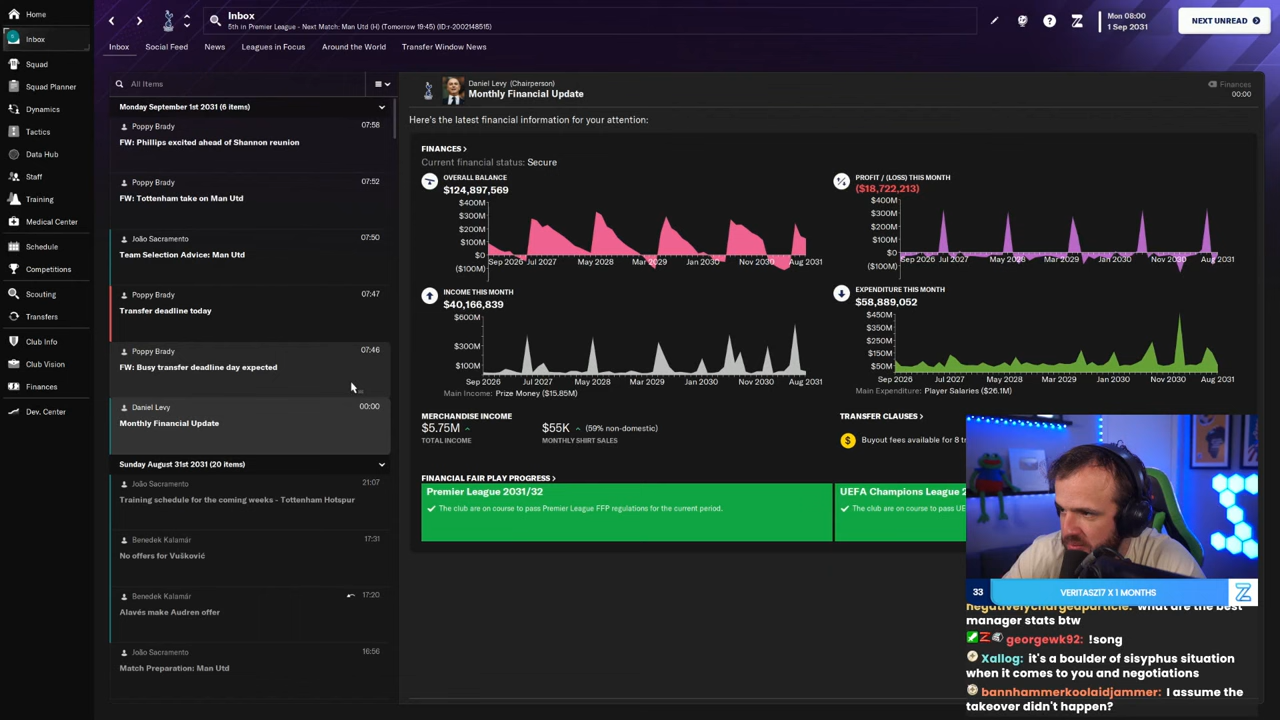 Home
Inbox
Squad
Squad Planner
Dynamics
Tactics
Data Hub
Staff
Training
Medical Center
Schedule
Competitions
Scouting
Transfers
Club Info
Club Vision
Finances
Dev. Center
Inbox
5th in Premier League - Next Match: Man Utd (H) (Tomorrow 19:45) (ID:r-2002148515)
Mon 08:00
1 Sep 2031
NEXT UNREAD
Inbox
Social Feed
News
Leagues in Focus
Around the World
Transfer Window News
All Items
Monday September 1st 2031 (6 items)
Poppy Brady 07:58
FW: Phillips excited ahead of Shannon reunion
Poppy Brady 07:52
FW: Tottenham take on Man Utd
João Sacramento 07:50
Team Selection Advice: Man Utd
Poppy Brady 07:47
Transfer deadline today
Poppy Brady 07:46
FW: Busy transfer deadline day expected
Daniel Levy 00:00
Monthly Financial Update
Sunday August 31st 2031 (20 items)
João Sacramento 21:07
Training schedule for the coming weeks - Tottenham Hotspur
Benedek Kalamár 17:31
No offers for Vušković
Benedek Kalamár 17:20
Alavés make Audren offer
João Sacramento 16:56
Match Preparation: Man Utd
Daniel Levy (Chairperson)
Monthly Financial Update
Finances
00:00
Here's the latest financial information for your attention:
FINANCES
Current financial status: Secure
OVERALL BALANCE
$124,897,569
$400M
$300M
$200M
$100M
$0
($100M)
Sep 2026 Jul 2027 May 2028 Mar 2029 Jan 2030 Nov 2030 Aug 2031
PROFIT / (LOSS) THIS MONTH
($18,722,213)
$400M
$300M
$200M
$100M
$0
($100M)
Sep 2026 Jul 2027 May 2028 Mar 2029 Jan 2030 Nov 2030 Aug 2031
INCOME THIS MONTH
$40,166,839
$600M
$300M
$0
Sep 2026 Jul 2027 May 2028 Mar 2029 Jan 2030 Nov 2030 Aug 2031
Main Income: Prize Money ($15.85M)
EXPENDITURE THIS MONTH
$58,889,052
$450M
$350M
$250M
$150M
$50M
Sep 2026 Jul 2027 May 2028 Mar 2029 Jan 2030 Nov 2030 Aug 2031
Main Expenditure: Player Salaries ($26.1M)
MERCHANDISE INCOME
$5.75M
TOTAL INCOME
$55K (59% non-domestic)
MONTHLY SHIRT SALES
TRANSFER CLAUSES
Buyout fees available for 8 
FINANCIAL FAIR PLAY PROGRESS
Premier League 2031/32
The club are on course to pass Premier League FFP regulations for the current period.
UEFA Champions League
The club are on course to pass
33
VERITASZ17 X 1 MONTHS
negativelychargedparticle: what are the best
manager stats btw
georgewk92: !song
Xallog: it's a boulder of sisyphus situation
when it comes to you and negotiations
bannhammerkoolaidjammer: I assume the
takeover didn't happen?